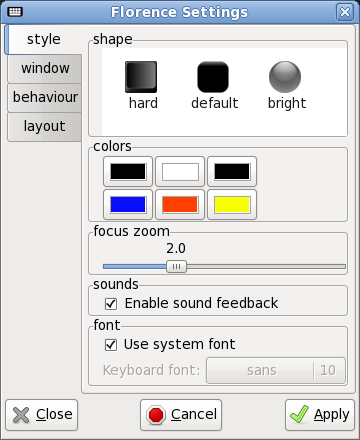 Florence Settings
style
window
behaviour
layout
shape
hard default bright
colors
focus zoom
2.0
sounds
Enable sound feedback
font
Use system font
Keyboard font: sans 10
Close Cancel Apply